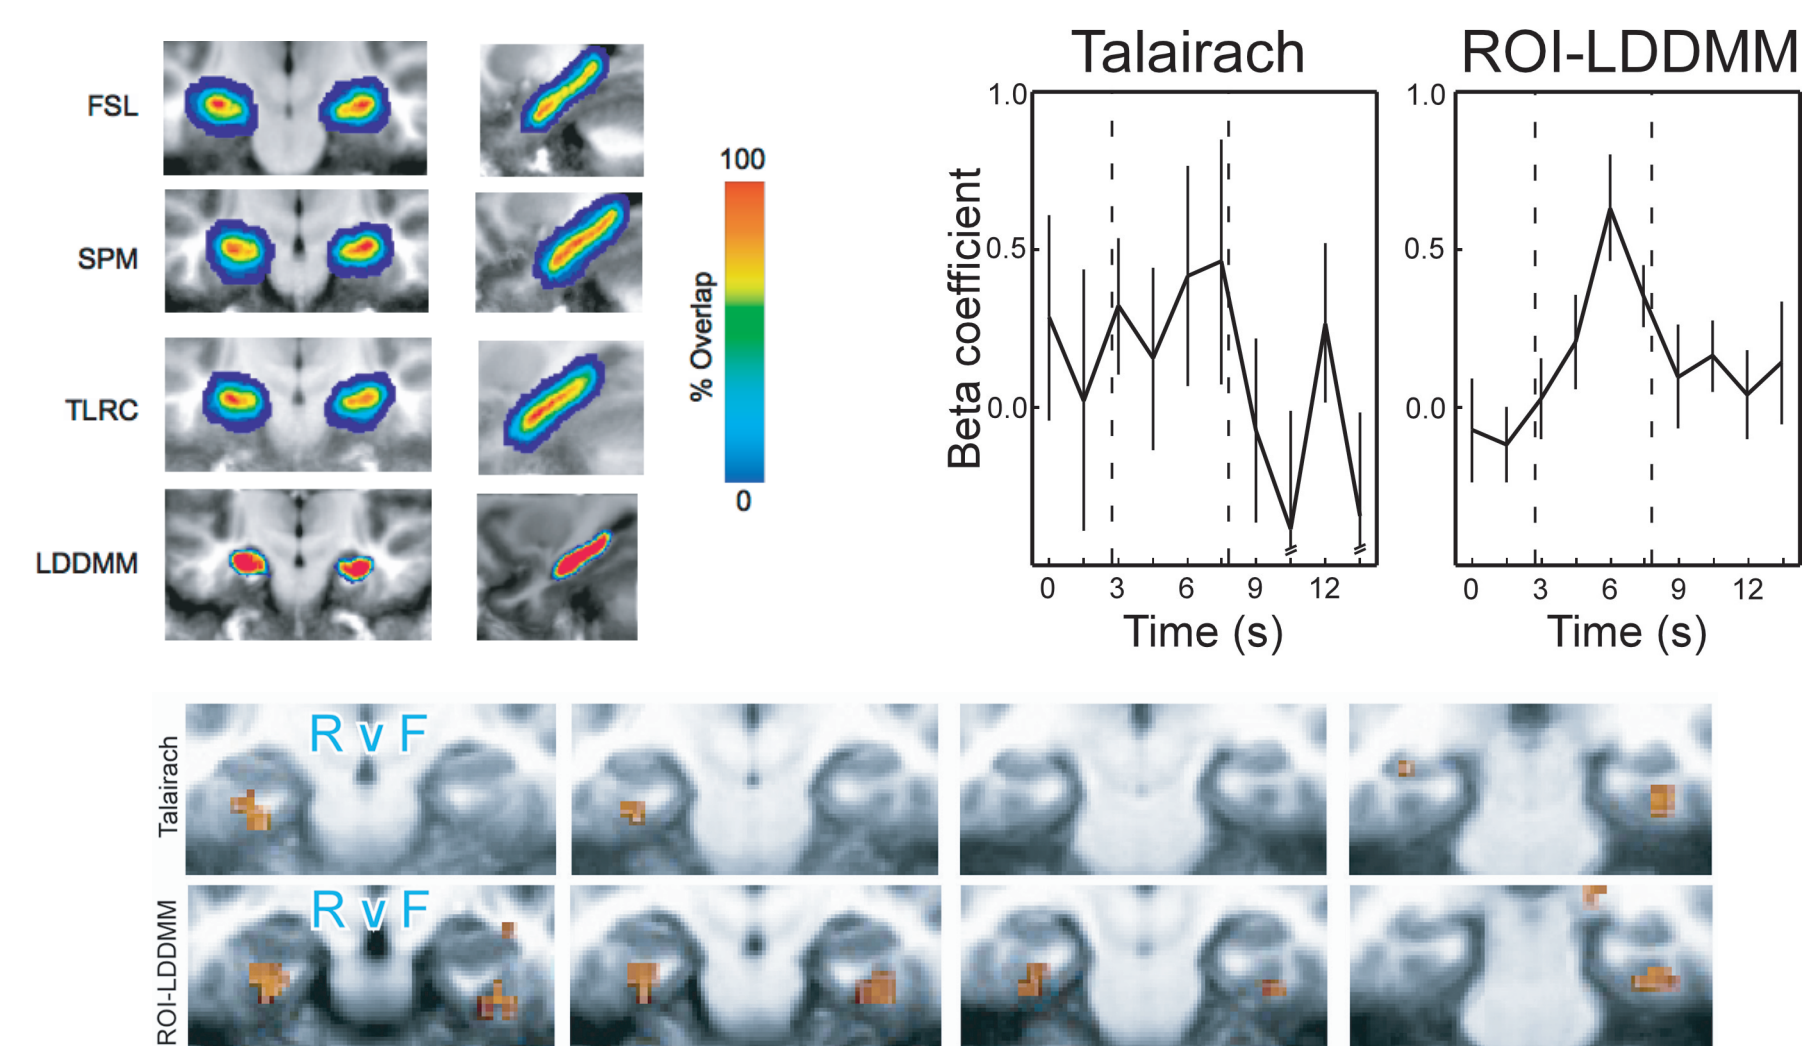 FSL
SPM
TLRC
LDDMM
100
% Overlap
0
Talairach
1.0
0.5
0.0
Beta coefficient
0 3 6 9 12
Time (s)
ROI-LDDMM
1.0
0.5
0.0
0 3 6 9 12
Time (s)
Talairach
R v F
ROI-LDDMM
R v F